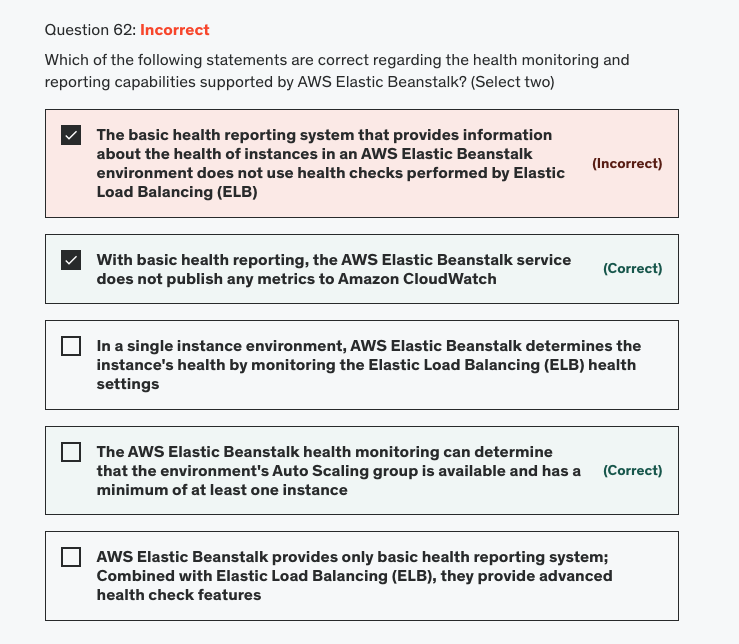 Question 62: Incorrect
Which of the following statements are correct regarding the health monitoring and
reporting capabilities supported by AWS Elastic Beanstalk? (Select two)
The basic health reporting system that provides information
about the health of instances in an AWS Elastic Beanstalk
environment does not use health checks performed by Elastic
Load Balancing (ELB)
(Incorrect)
With basic health reporting, the AWS Elastic Beanstalk service
does not publish any metrics to Amazon CloudWatch
(Correct)
In a single instance environment, AWS Elastic Beanstalk determines the
instance's health by monitoring the Elastic Load Balancing (ELB) health
settings
The AWS Elastic Beanstalk health monitoring can determine
that the environment's Auto Scaling group is available and has a
minimum of at least one instance
(Correct)
AWS Elastic Beanstalk provides only basic health reporting system;
Combined with Elastic Load Balancing (ELB), they provide advanced
health check features